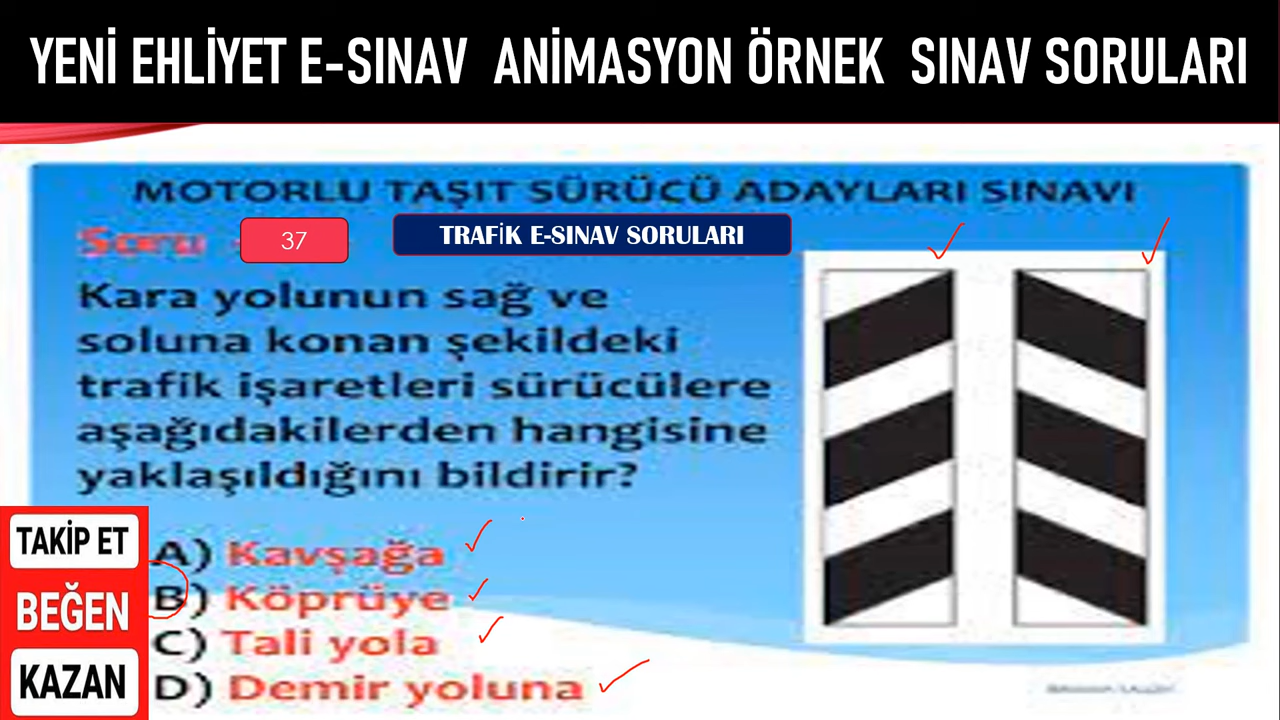 YENİ EHLİYET E-SINAV ANİMASYON ÖRNEK SINAV SORULARI
MOTORLU TAŞIT SÜRÜCÜ ADAYLARI SINAVI
Soru 37 TRAFİK E-SINAV SORULARI
Kara yolunun sağ ve
soluna konan şekildeki
trafik işaretleri sürücülere
aşağıdakilerden hangisine
yaklaşıldığını bildirir?
A) Kavşağa
B) Köprüye
C) Tali yola
D) Demir yoluna
TAKİP ET
BEĞEN
KAZAN